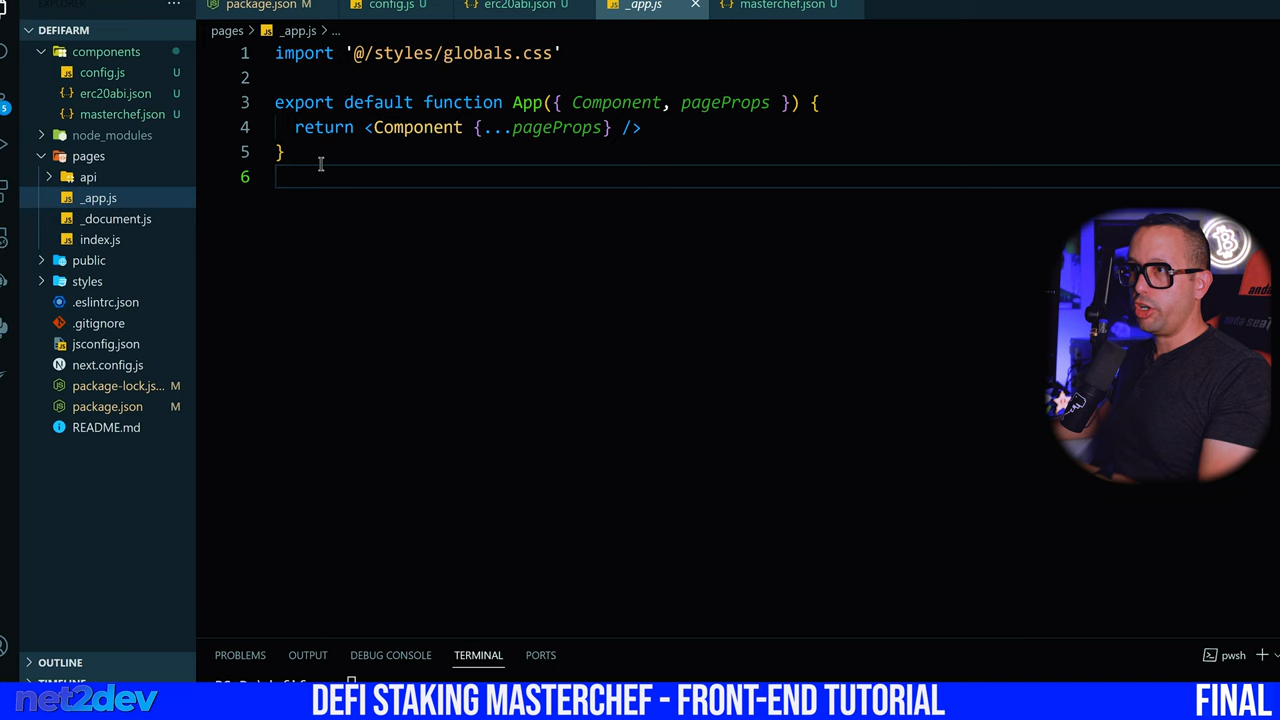 EXPLORER
...
package.json M
config.js U
erc20abi.json U
_app.js
masterchef.json U
DEFIFARM
components
config.js U
erc20abi.json U
masterchef.json U
node_modules
pages
api
_app.js
_document.js
index.js
public
styles
.eslintrc.json
.gitignore
jsconfig.json
next.config.js
package-lock.js... M
package.json M
README.md
OUTLINE
TIMELINE
5
pages > _app.js > ...
1 import '@/styles/globals.css'
2
3 export default function App({ Component, pageProps }) {
4 return <Component {...pageProps} />
5 }
6
PROBLEMS OUTPUT DEBUG CONSOLE TERMINAL PORTS
pwsh
net2dev
DEFI STAKING MASTERCHEF - FRONT-END TUTORIAL
FINAL